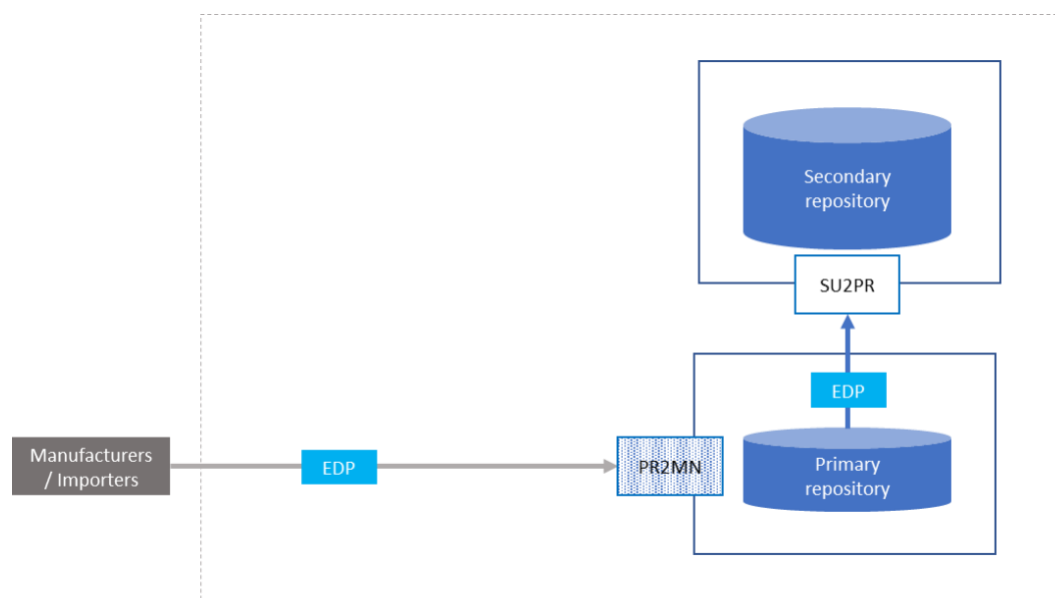 Secondary
repository
SU2PR
EDP
Manufacturers
/ Importers
EDP
PR2MN
Primary
repository